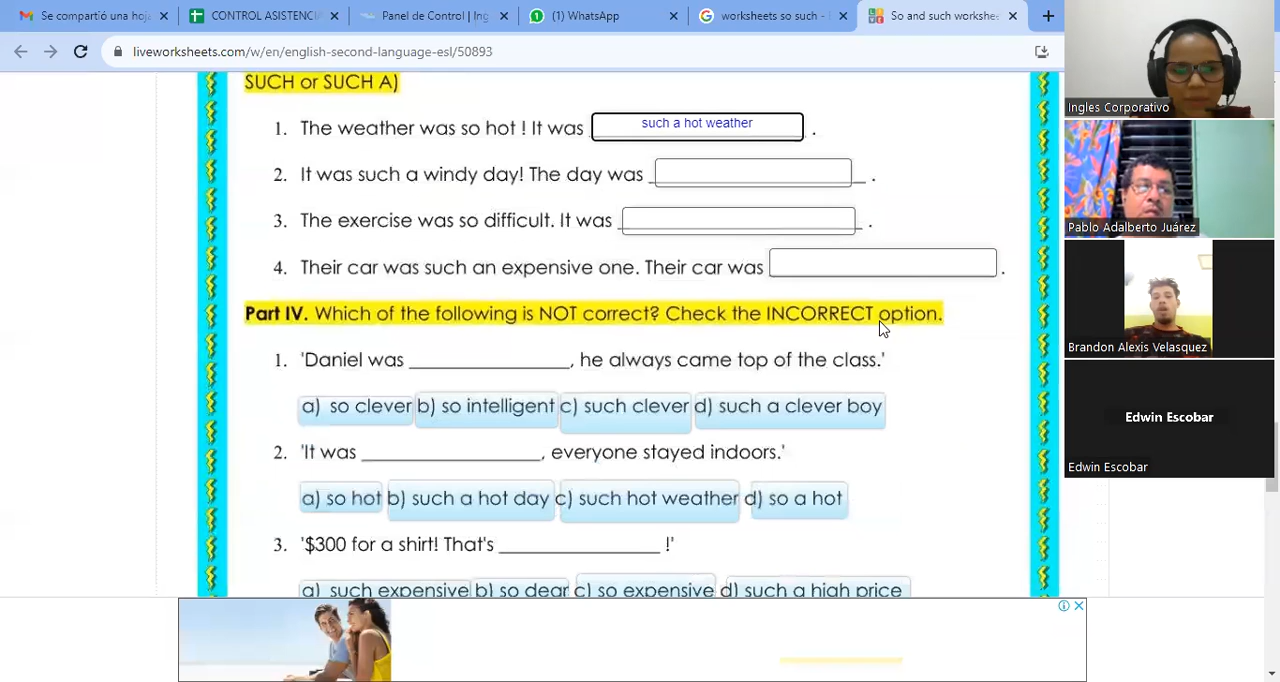 Se compartió una hoja
CONTROL ASISTENCIA
Panel de Control | Ing
(1) WhatsApp
worksheets so such - 
So and such workshe
liveworksheets.com/w/en/english-second-language-esl/50893
SUCH or SUCH A)
1. The weather was so hot ! It was such a hot weather .
2. It was such a windy day! The day was .
3. The exercise was so difficult. It was .
4. Their car was such an expensive one. Their car was .
Part IV. Which of the following is NOT correct? Check the INCORRECT option.
1. 'Daniel was ________________, he always came top of the class.'
a) so clever b) so intelligent c) such clever d) such a clever boy
2. 'It was __________________, everyone stayed indoors.'
a) so hot b) such a hot day c) such hot weather d) so a hot
3. '$300 for a shirt! That's ________________ !'
a) such expensive b) so dear c) so expensive d) such a high price
Ingles Corporativo
Pablo Adalberto Juárez
Brandon Alexis Velasquez
Edwin Escobar
Edwin Escobar